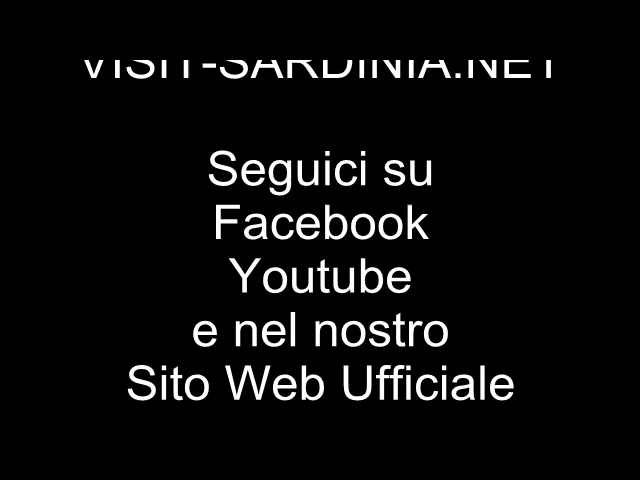 VISIT-SARDINIA.NET
Seguici su
Facebook
Youtube
e nel nostro
Sito Web Ufficiale